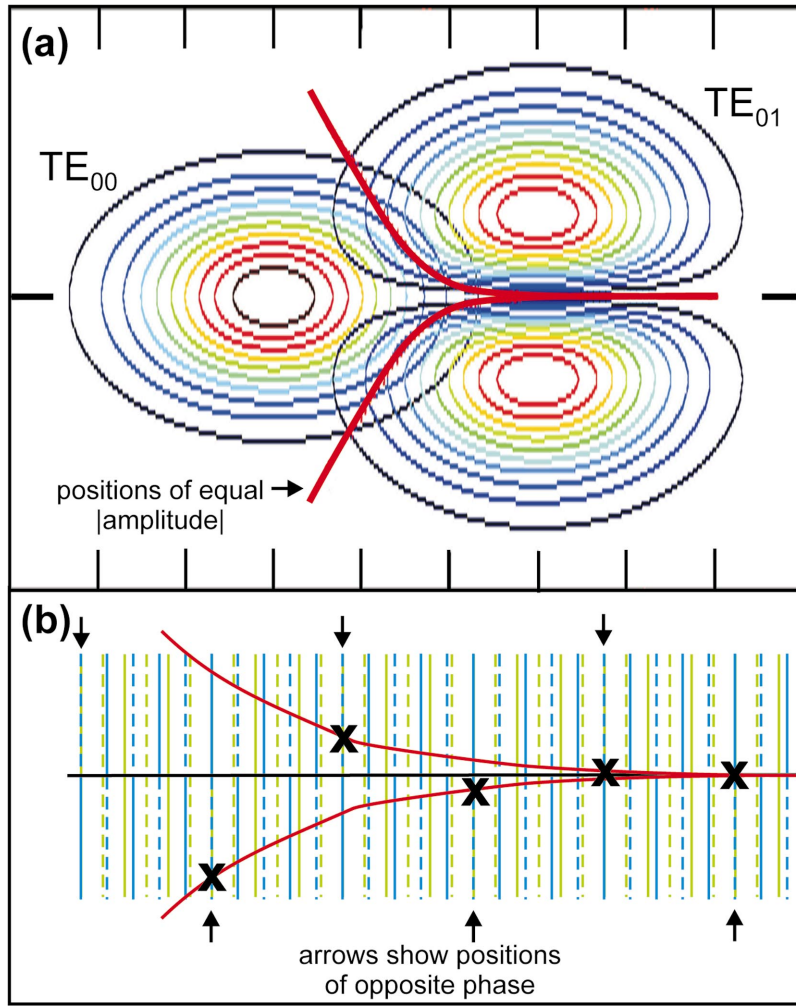 (a)
TE₀₁
TE₀₀
positions of equal
|amplitude|
(b)
X
X
X
X
X
arrows show positions
of opposite phase